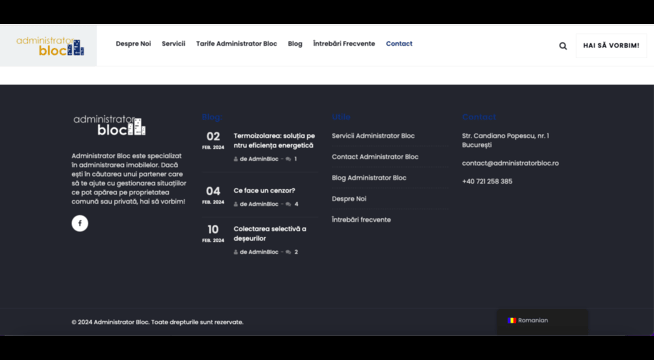 administrator
bloc
Despre Noi Servicii Tarife Administrator Bloc Blog Întrebări Frecvente Contact
HAI SĂ VORBIM!
administrator
bloc
Administrator Bloc este specializat
în administrarea imobilelor. Dacă
ești în căutarea unui partener care
să te ajute cu gestionarea situațiilor
ce pot apărea pe proprietatea
comună sau privată, hai să vorbim!
Blog
02
FEB. 2024
Termoizolarea: soluția pe
ntru eficiența energetică
de AdminBloc - 1
04
FEB. 2024
Ce face un cenzor?
de AdminBloc - 4
10
FEB. 2024
Colectarea selectivă a
deșeurilor
de AdminBloc - 2
Utile
Servicii Administrator Bloc
Contact Administrator Bloc
Blog Administrator Bloc
Despre Noi
Întrebări frecvente
Contact
Str. Candiano Popescu, nr. 1
București
contact@administratorbloc.ro
+40 721 258 385
© 2024 Administrator Bloc. Toate drepturile sunt rezervate.
Romanian